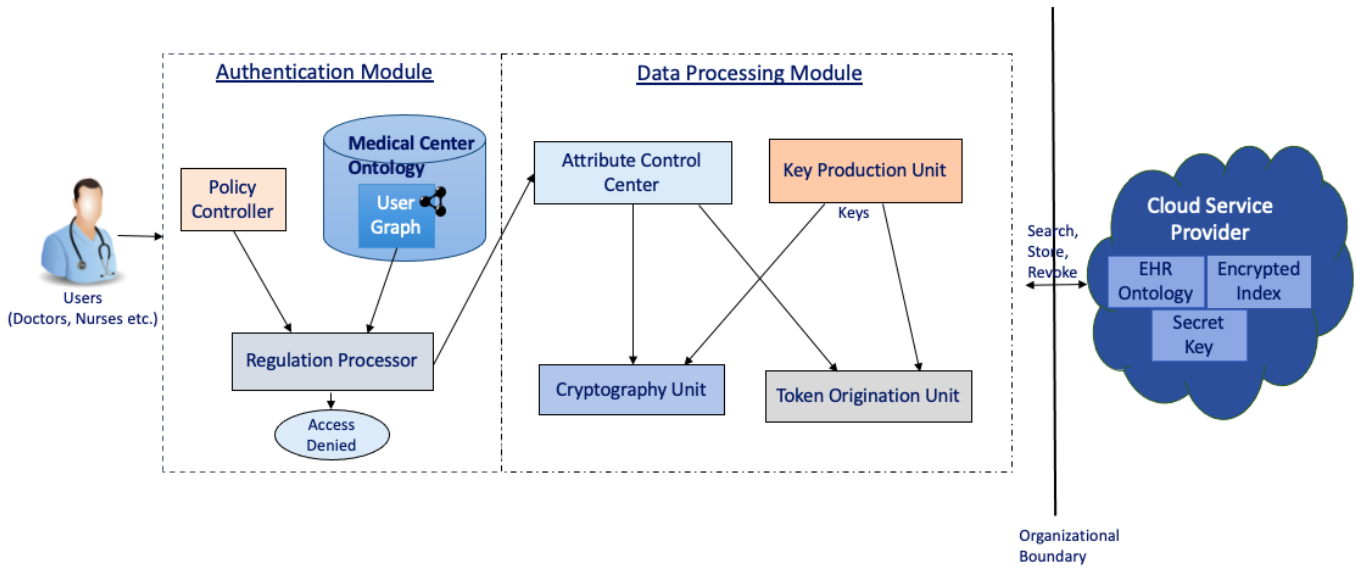 Authentication Module
Data Processing Module
Medical Center
Ontology
User
Graph
Policy
Controller
Attribute Control
Center
Key Production Unit
Keys
Users
(Doctors, Nurses etc.)
Regulation Processor
Access
Denied
Cryptography Unit
Token Origination Unit
Search,
Store,
Revoke
Cloud Service
Provider
EHR
Ontology
Encrypted
Index
Secret
Key
Organizational
Boundary